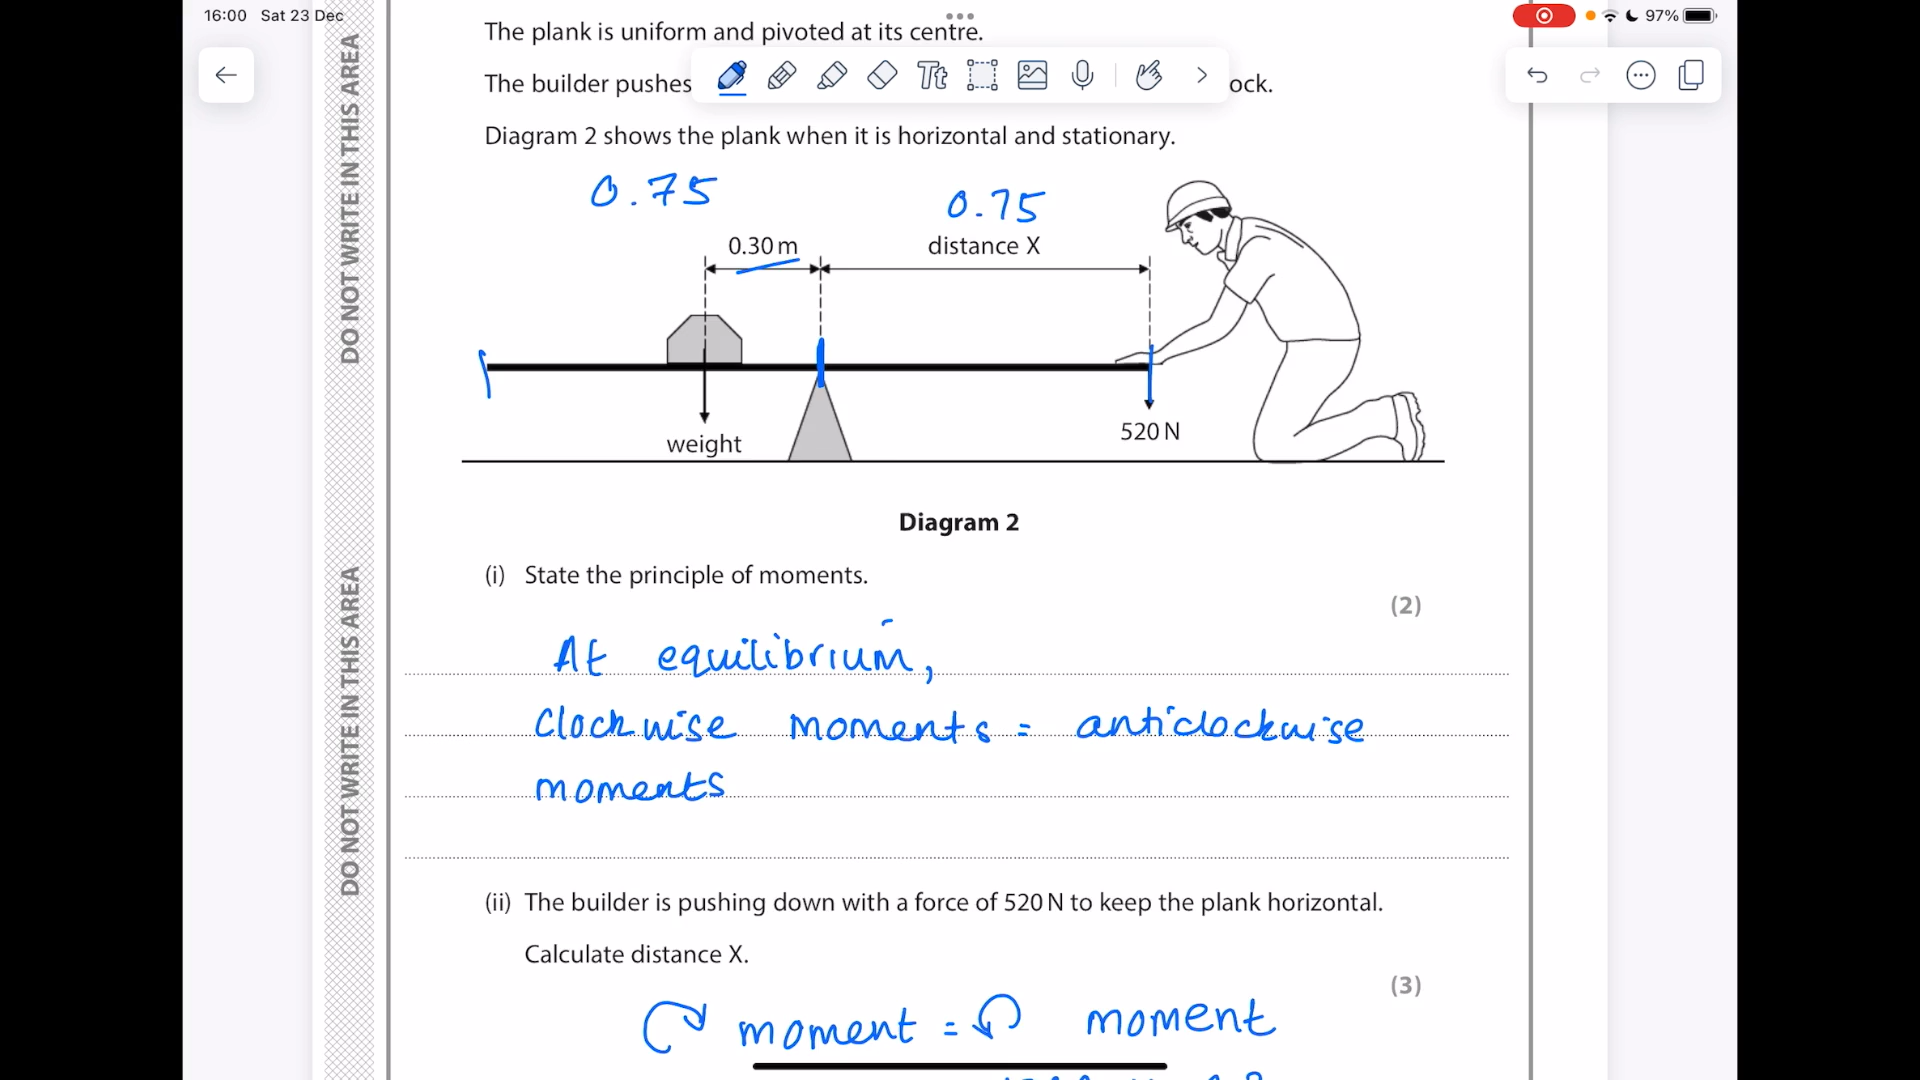 16:00 Sat 23 Dec
97%
The plank is uniform and pivoted at its centre.
The builder pushes
ock.
Tt
Diagram 2 shows the plank when it is horizontal and stationary.
0.75
0.75
0.30 m
distance X
weight
520 N
Diagram 2
(i) State the principle of moments.
(2)
At equilibrium,
clockwise moments = anticlockwise
moments
(ii) The builder is pushing down with a force of 520 N to keep the plank horizontal.
Calculate distance X.
(3)
moment = moment
DO NOT WRITE IN THIS AREA
DO NOT WRITE IN THIS AREA